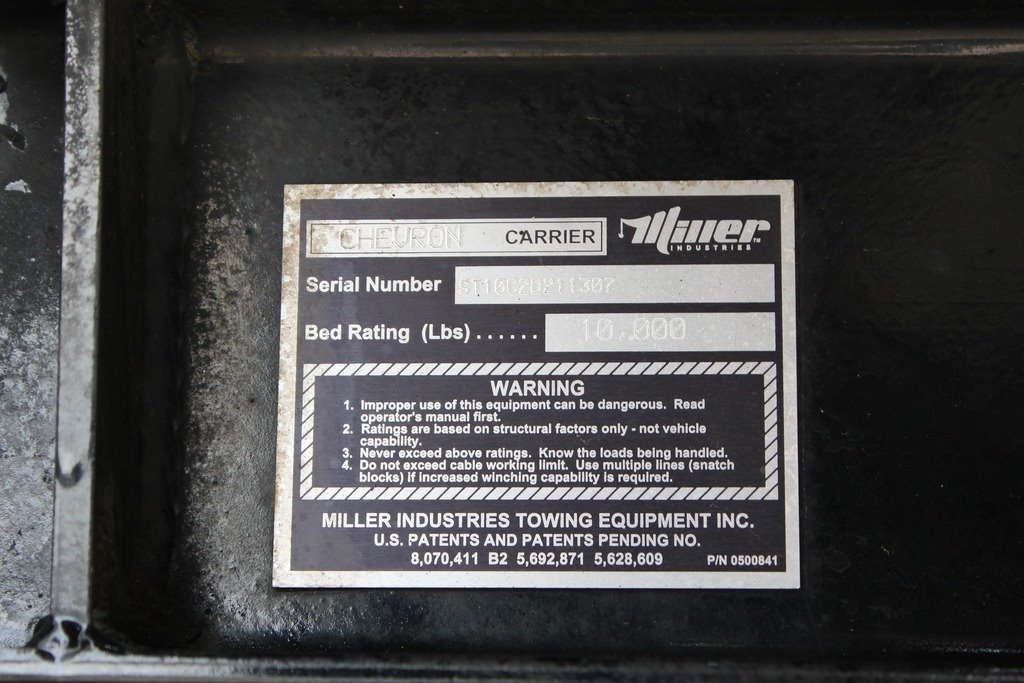 CHEVRON CARRIER Miller™
INDUSTRIES
Serial Number
Bed Rating (Lbs) ...... 10,000
WARNING
1. Improper use of this equipment can be dangerous. Read
operator's manual first.
2. Ratings are based on structural factors only - not vehicle
capability.
3. Never exceed above ratings. Know the loads being handled.
4. Do not exceed cable working limit. Use multiple lines (snatch
blocks) if increased winching capability is required.
MILLER INDUSTRIES TOWING EQUIPMENT INC.
U.S. PATENTS AND PATENTS PENDING NO.
8,070,411 B2 5,692,871 5,628,609 P/N 0500841